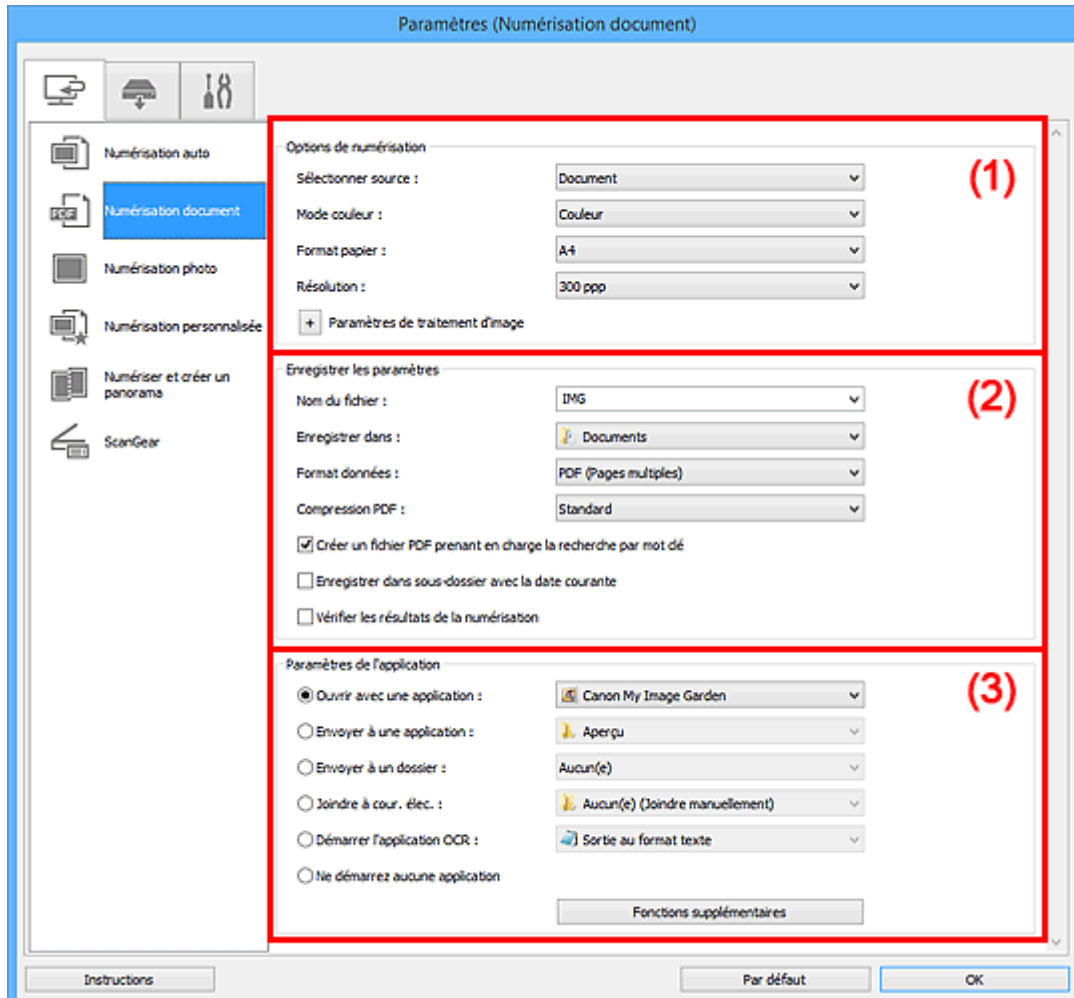 Paramètres (Numérisation document)
Numérisation auto
Numérisation document
Numérisation photo
Numérisation personnalisée
Numériser et créer un
panorama
ScanGear
Options de numérisation
(1)
Sélectionner source : Document
Mode couleur : Couleur
Format papier : A4
Résolution : 300 ppp
+ Paramètres de traitement d'image
Enregistrer les paramètres
(2)
Nom du fichier : IMG
Enregistrer dans : Documents
Format données : PDF (Pages multiples)
Compression PDF : Standard
Créer un fichier PDF prenant en charge la recherche par mot clé
Enregistrer dans sous-dossier avec la date courante
Vérifier les résultats de la numérisation
Paramètres de l'application
(3)
Ouvrir avec une application : Canon My Image Garden
Envoyer à une application : Aperçu
Envoyer à un dossier : Aucun(e)
Joindre à cour. élec. : Aucun(e) (Joindre manuellement)
Démarrer l'application OCR : Sortie au format texte
Ne démarrez aucune application
Fonctions supplémentaires
Instructions Par défaut OK